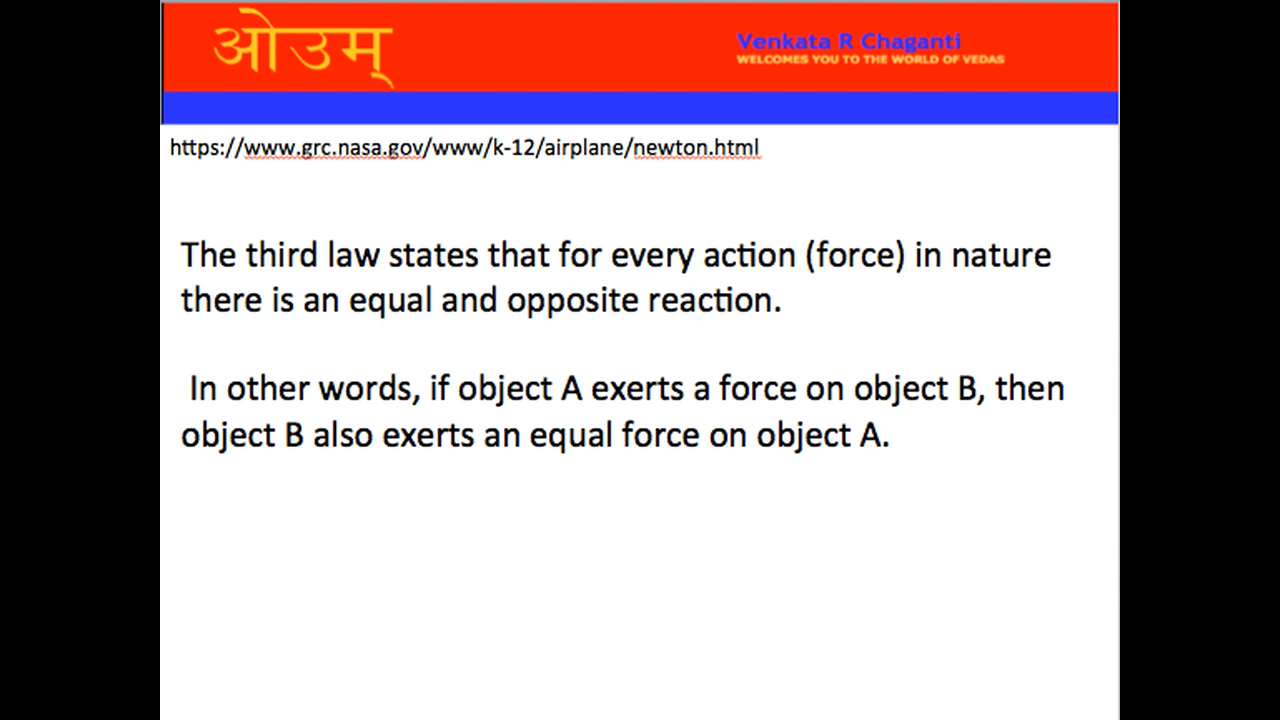 ओउम्
Venkata R Chaganti
WELCOMES YOU TO THE WORLD OF VEDAS
https://www.grc.nasa.gov/www/k-12/airplane/newton.html
The third law states that for every action (force) in nature
there is an equal and opposite reaction.
In other words, if object A exerts a force on object B, then
object B also exerts an equal force on object A.